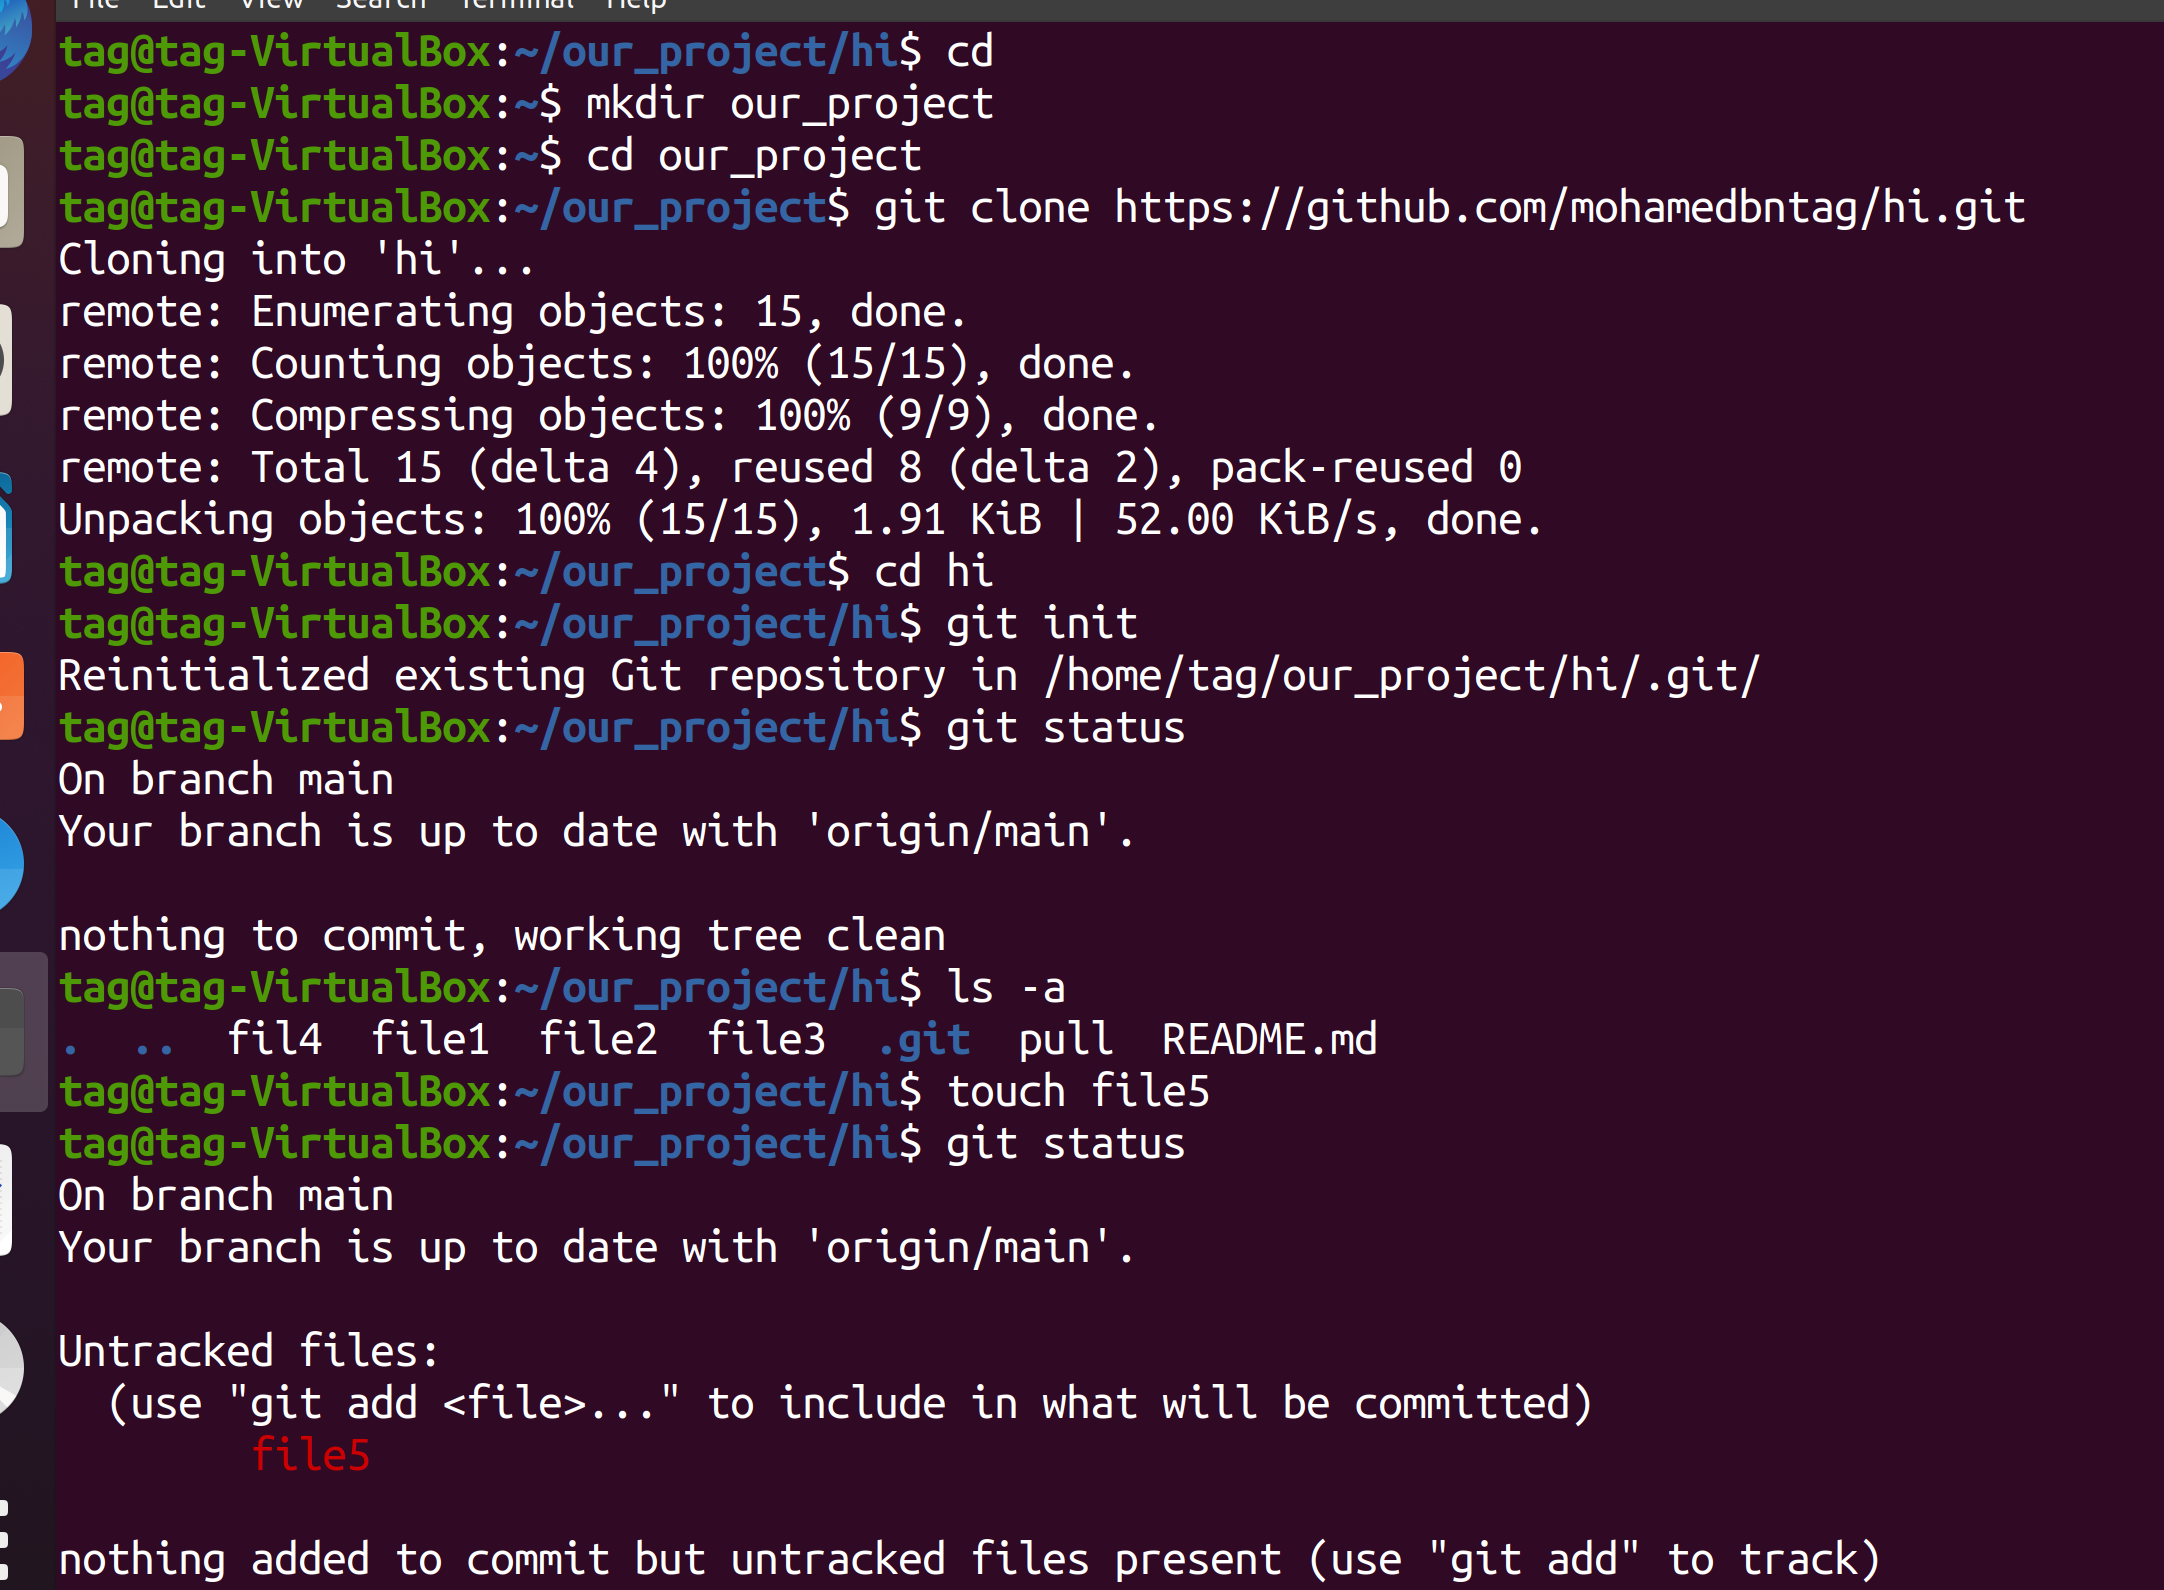 File Edit View Search Terminal Help
tag@tag-VirtualBox:~/our_project/hi$ cd
tag@tag-VirtualBox:~$ mkdir our_project
tag@tag-VirtualBox:~$ cd our_project
tag@tag-VirtualBox:~/our_project$ git clone https://github.com/mohamedbntag/hi.git
Cloning into 'hi'...
remote: Enumerating objects: 15, done.
remote: Counting objects: 100% (15/15), done.
remote: Compressing objects: 100% (9/9), done.
remote: Total 15 (delta 4), reused 8 (delta 2), pack-reused 0
Unpacking objects: 100% (15/15), 1.91 KiB | 52.00 KiB/s, done.
tag@tag-VirtualBox:~/our_project$ cd hi
tag@tag-VirtualBox:~/our_project/hi$ git init
Reinitialized existing Git repository in /home/tag/our_project/hi/.git/
tag@tag-VirtualBox:~/our_project/hi$ git status
On branch main
Your branch is up to date with 'origin/main'.
nothing to commit, working tree clean
tag@tag-VirtualBox:~/our_project/hi$ ls -a
.  ..  fil4  file1  file2  file3  .git  pull  README.md
tag@tag-VirtualBox:~/our_project/hi$ touch file5
tag@tag-VirtualBox:~/our_project/hi$ git status
On branch main
Your branch is up to date with 'origin/main'.
Untracked files:
  (use "git add <file>..." to include in what will be committed)
        file5
nothing added to commit but untracked files present (use "git add" to track)